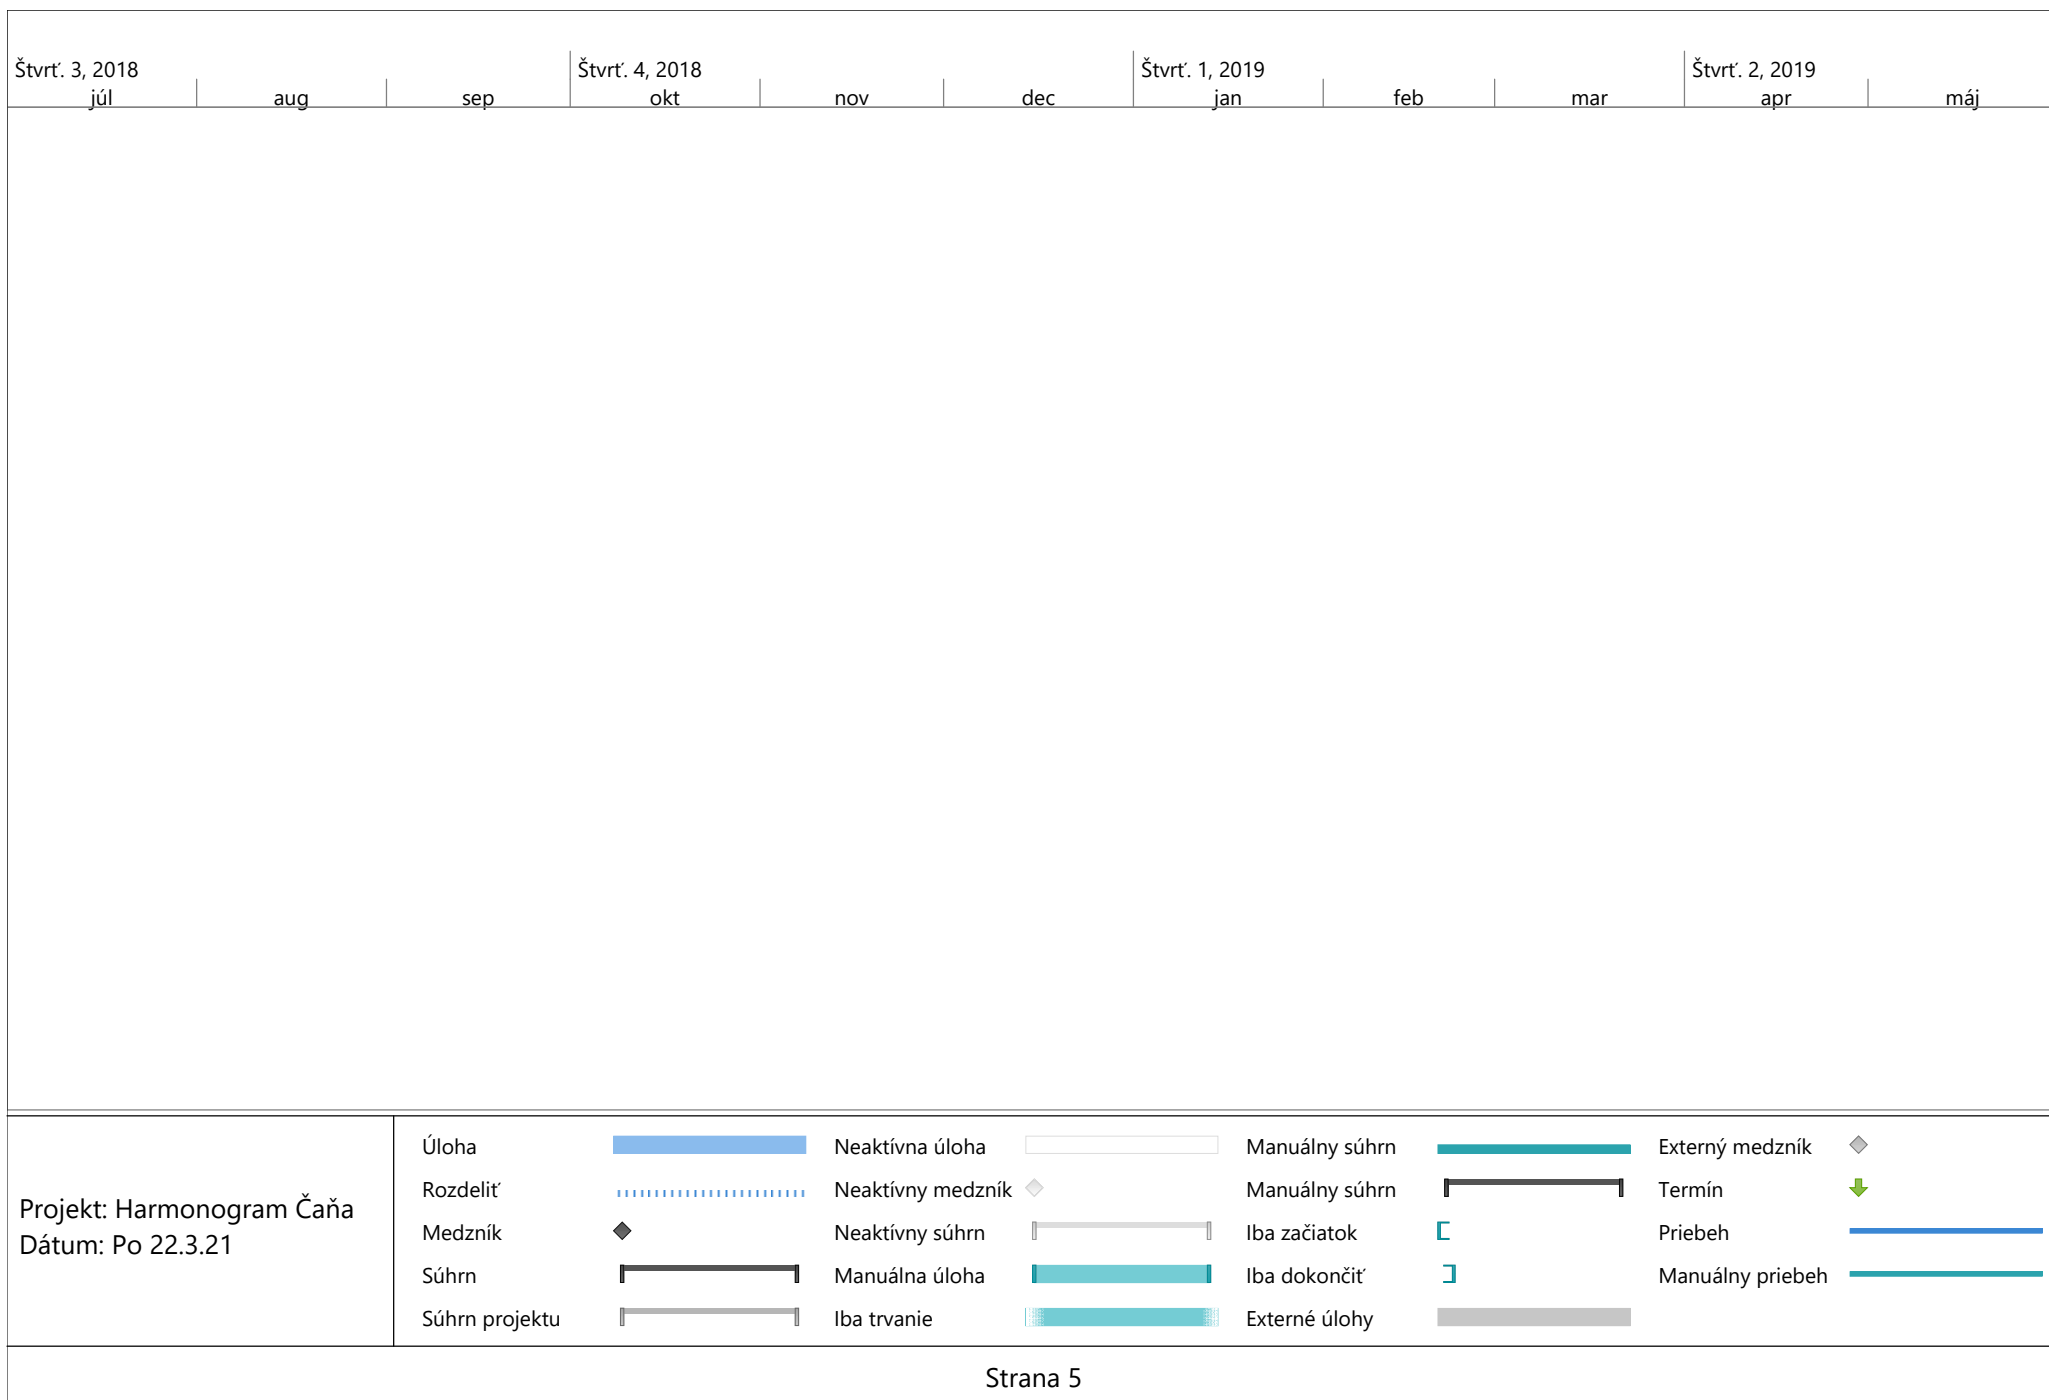 Štvrť. 3, 2018 Štvrť. 4, 2018 Štvrť. 1, 2019 Štvrť. 2, 2019
júl aug sep okt nov dec jan feb mar apr máj
Projekt: Harmonogram Čaňa
Dátum: Po 22.3.21
Úloha
Rozdeliť
Medzník
Súhrn
Súhrn projektu
Neaktívna úloha
Neaktívny medzník
Neaktívny súhrn
Manuálna úloha
Iba trvanie
Manuálny súhrn
Manuálny súhrn
Iba začiatok
Iba dokončiť
Externé úlohy
Externý medzník
Termín
Priebeh
Manuálny priebeh
Strana 5